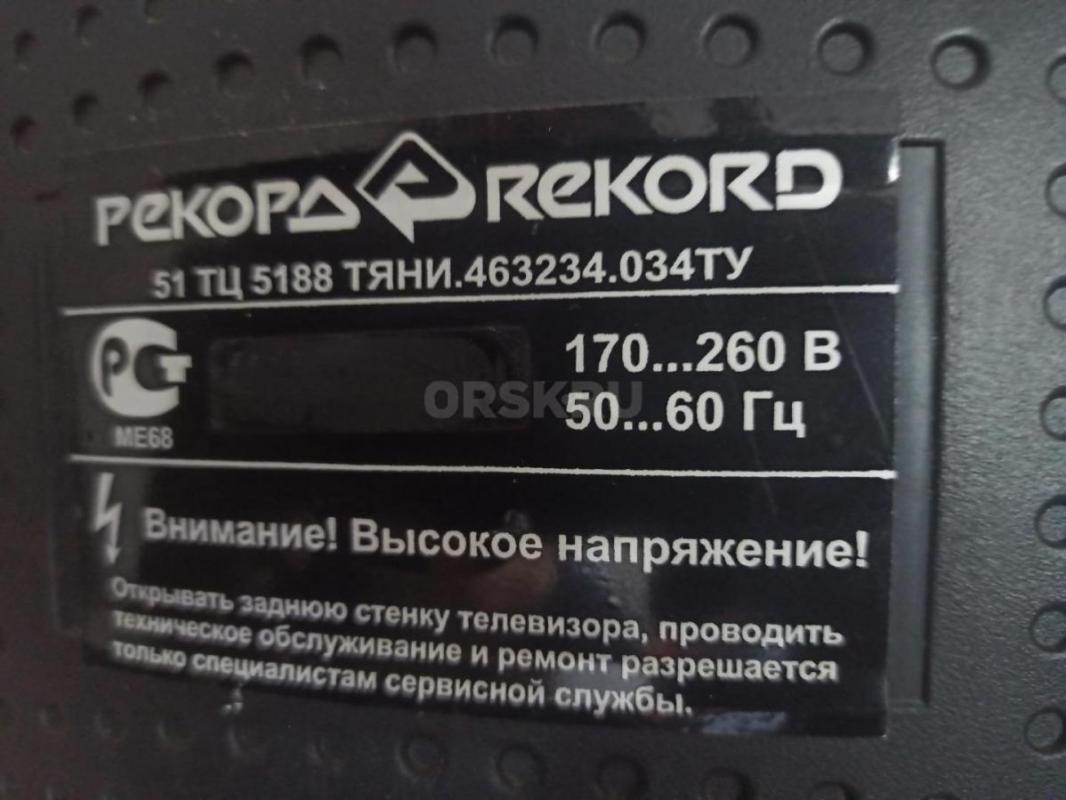 РЕКОРД REKORD
51 ТЦ 5188 ТЯНИ.463234.034ТУ
РСТ
МЕ68
170...260 В
50...60 Гц
ORSK.RU
Внимание! Высокое напряжение!
Открывать заднюю стенку телевизора, проводить
техническое обслуживание и ремонт разрешается
только специалистам сервисной службы.